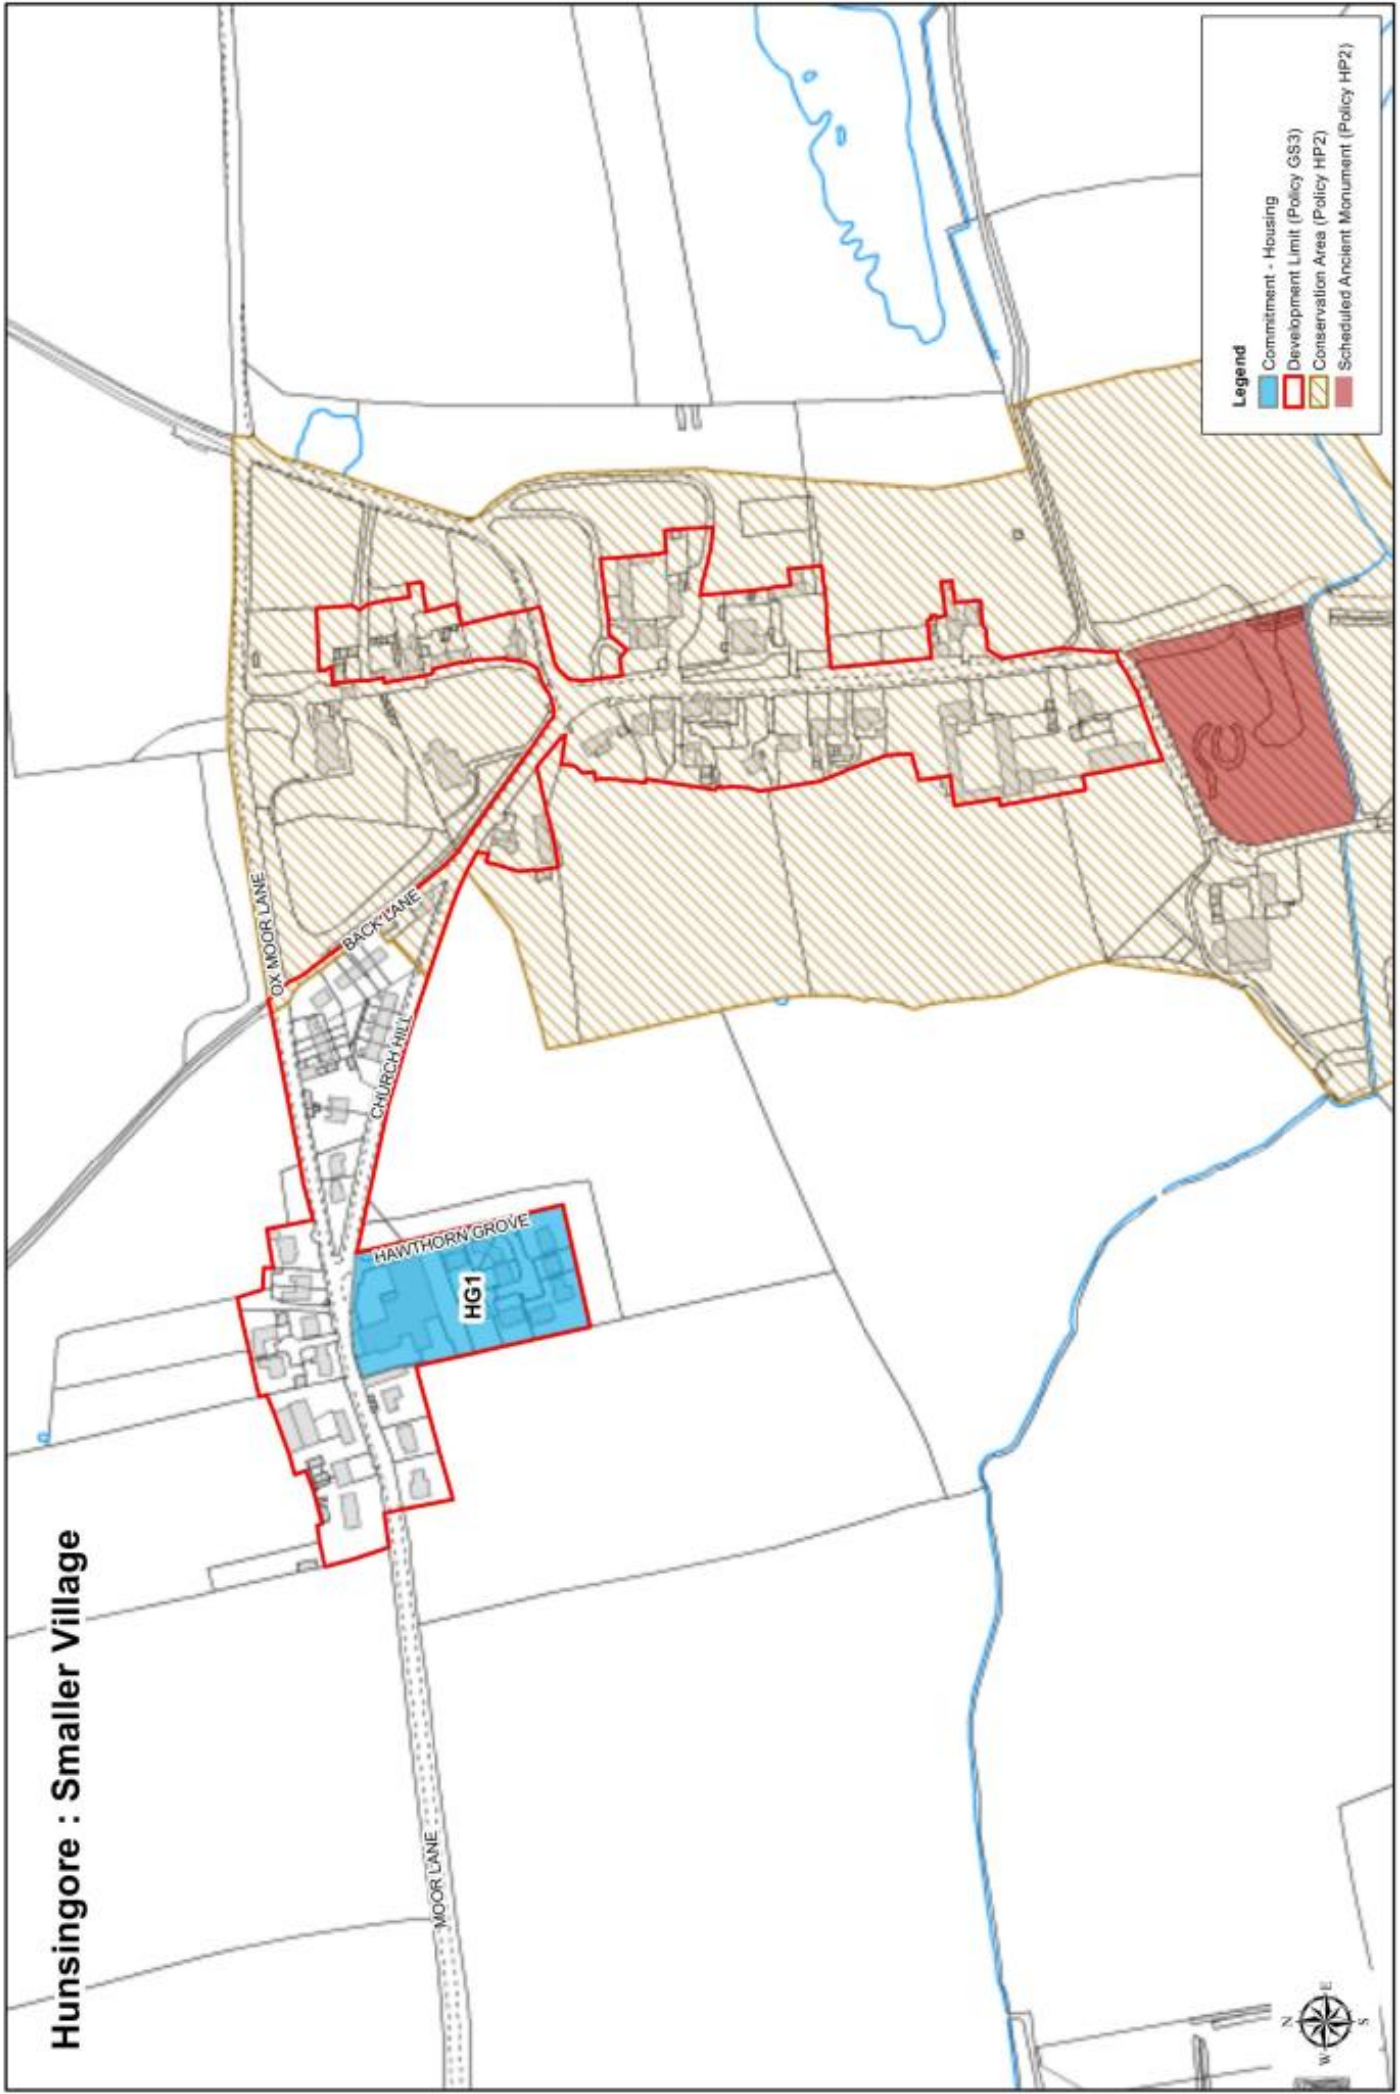 Hunsingore : Smaller Village
OX MOOR LANE
BACK LANE
CHURCH HILL
HAWTHORN GROVE
HG1
MOOR LANE
N
W
E
S
Legend
Commitment - Housing
Development Limit (Policy GS3)
Conservation Area (Policy HP2)
Scheduled Ancient Monument (Policy HP2)